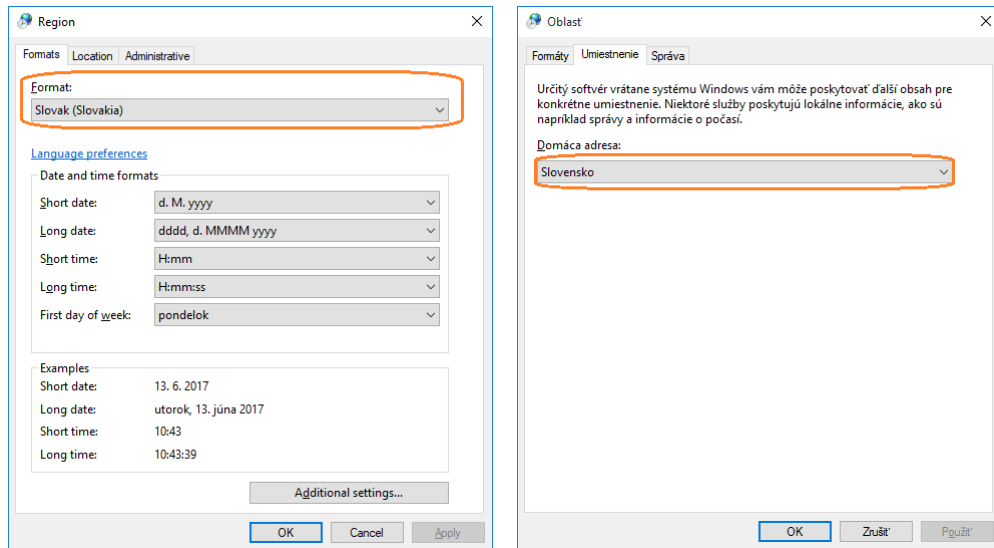 Region
Formats Location Administrative
Format:
Slovak (Slovakia)
Language preferences
Date and time formats
Short date: d. M. yyyy
Long date: dddd, d. MMMM yyyy
Short time: H:mm
Long time: H:mm:ss
First day of week: pondelok
Examples
Short date: 13. 6. 2017
Long date: utorok, 13. júna 2017
Short time: 10:43
Long time: 10:43:39
Additional settings...
OK Cancel Apply
Oblasť
Formáty Umiestnenie Správa
Určitý softvér vrátane systému Windows vám môže poskytovať ďalší obsah pre
konkrétne umiestnenie. Niektoré služby poskytujú lokálne informácie, ako sú
napríklad správy a informácie o počasí.
Domáca adresa:
Slovensko
OK Zrušiť Použiť